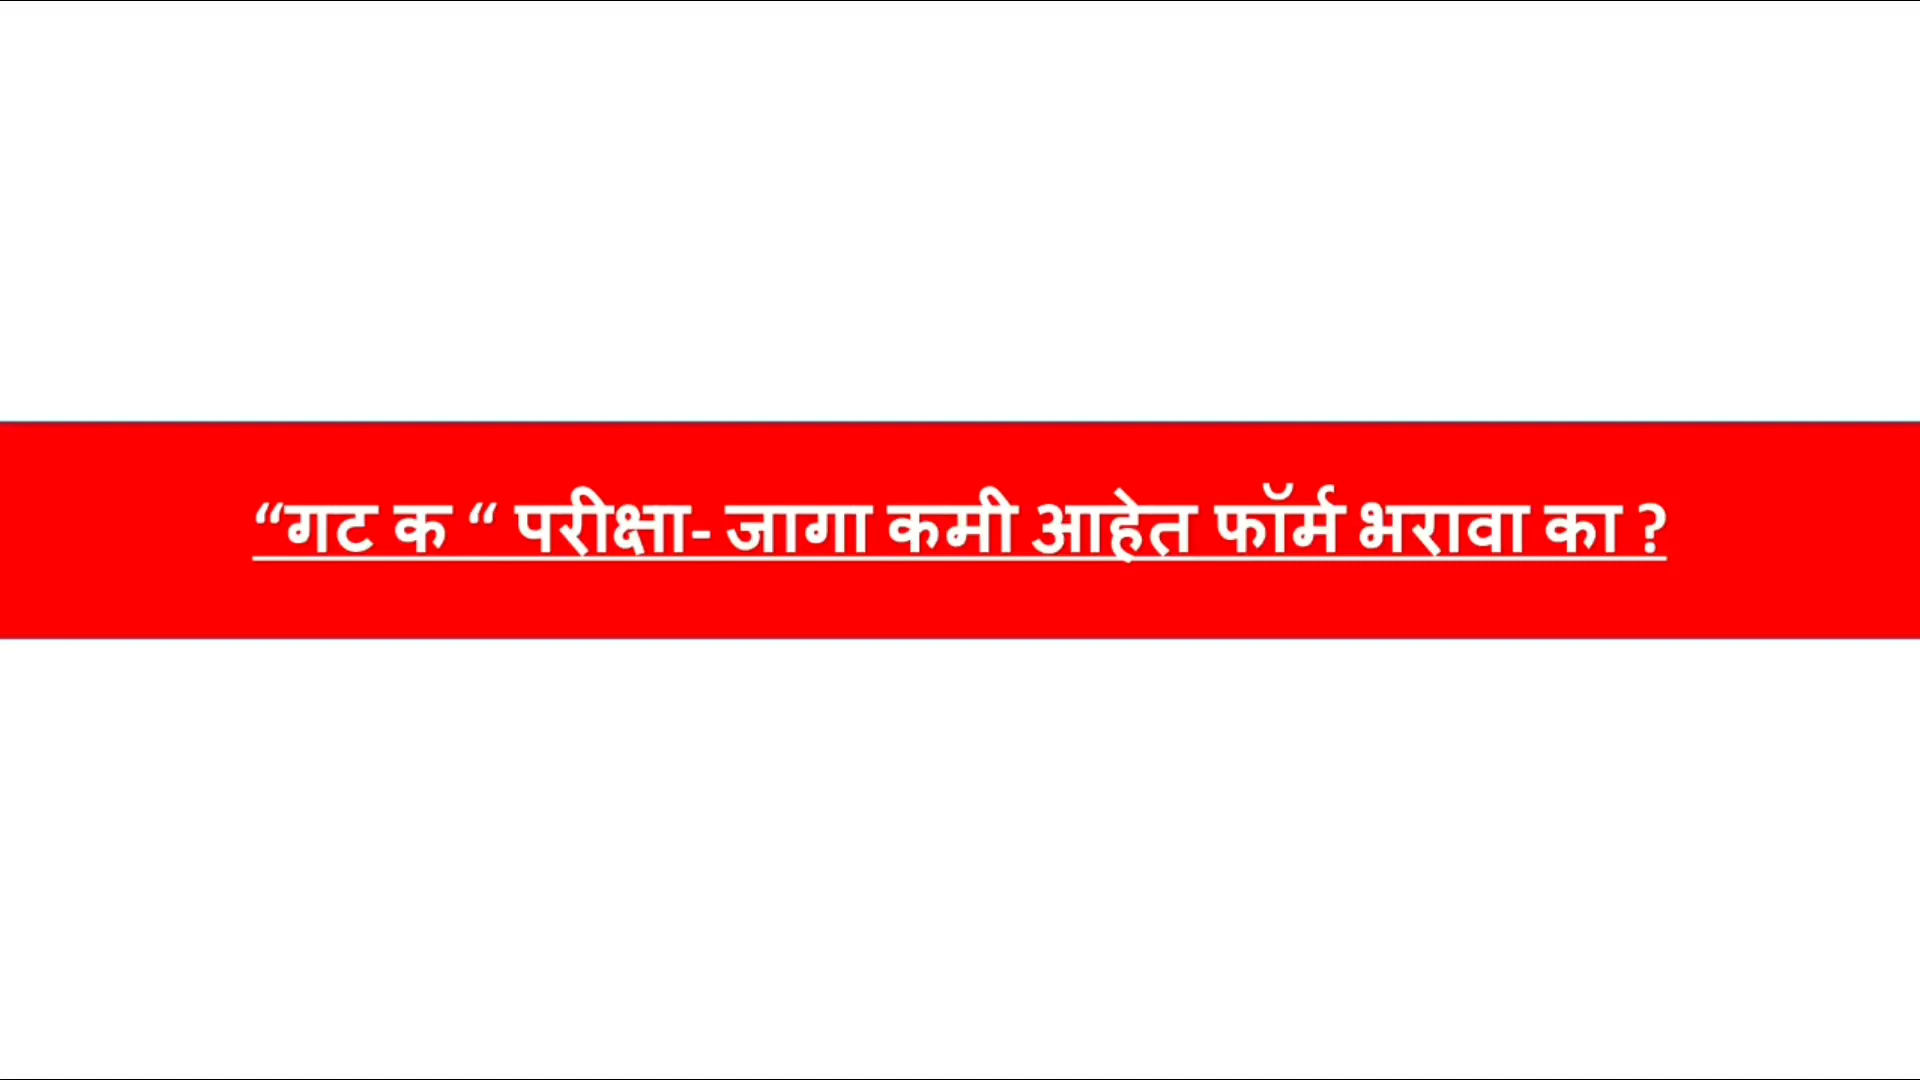 “गट क “ परीक्षा- जागा कमी आहेत फॉर्म भरावा का ?